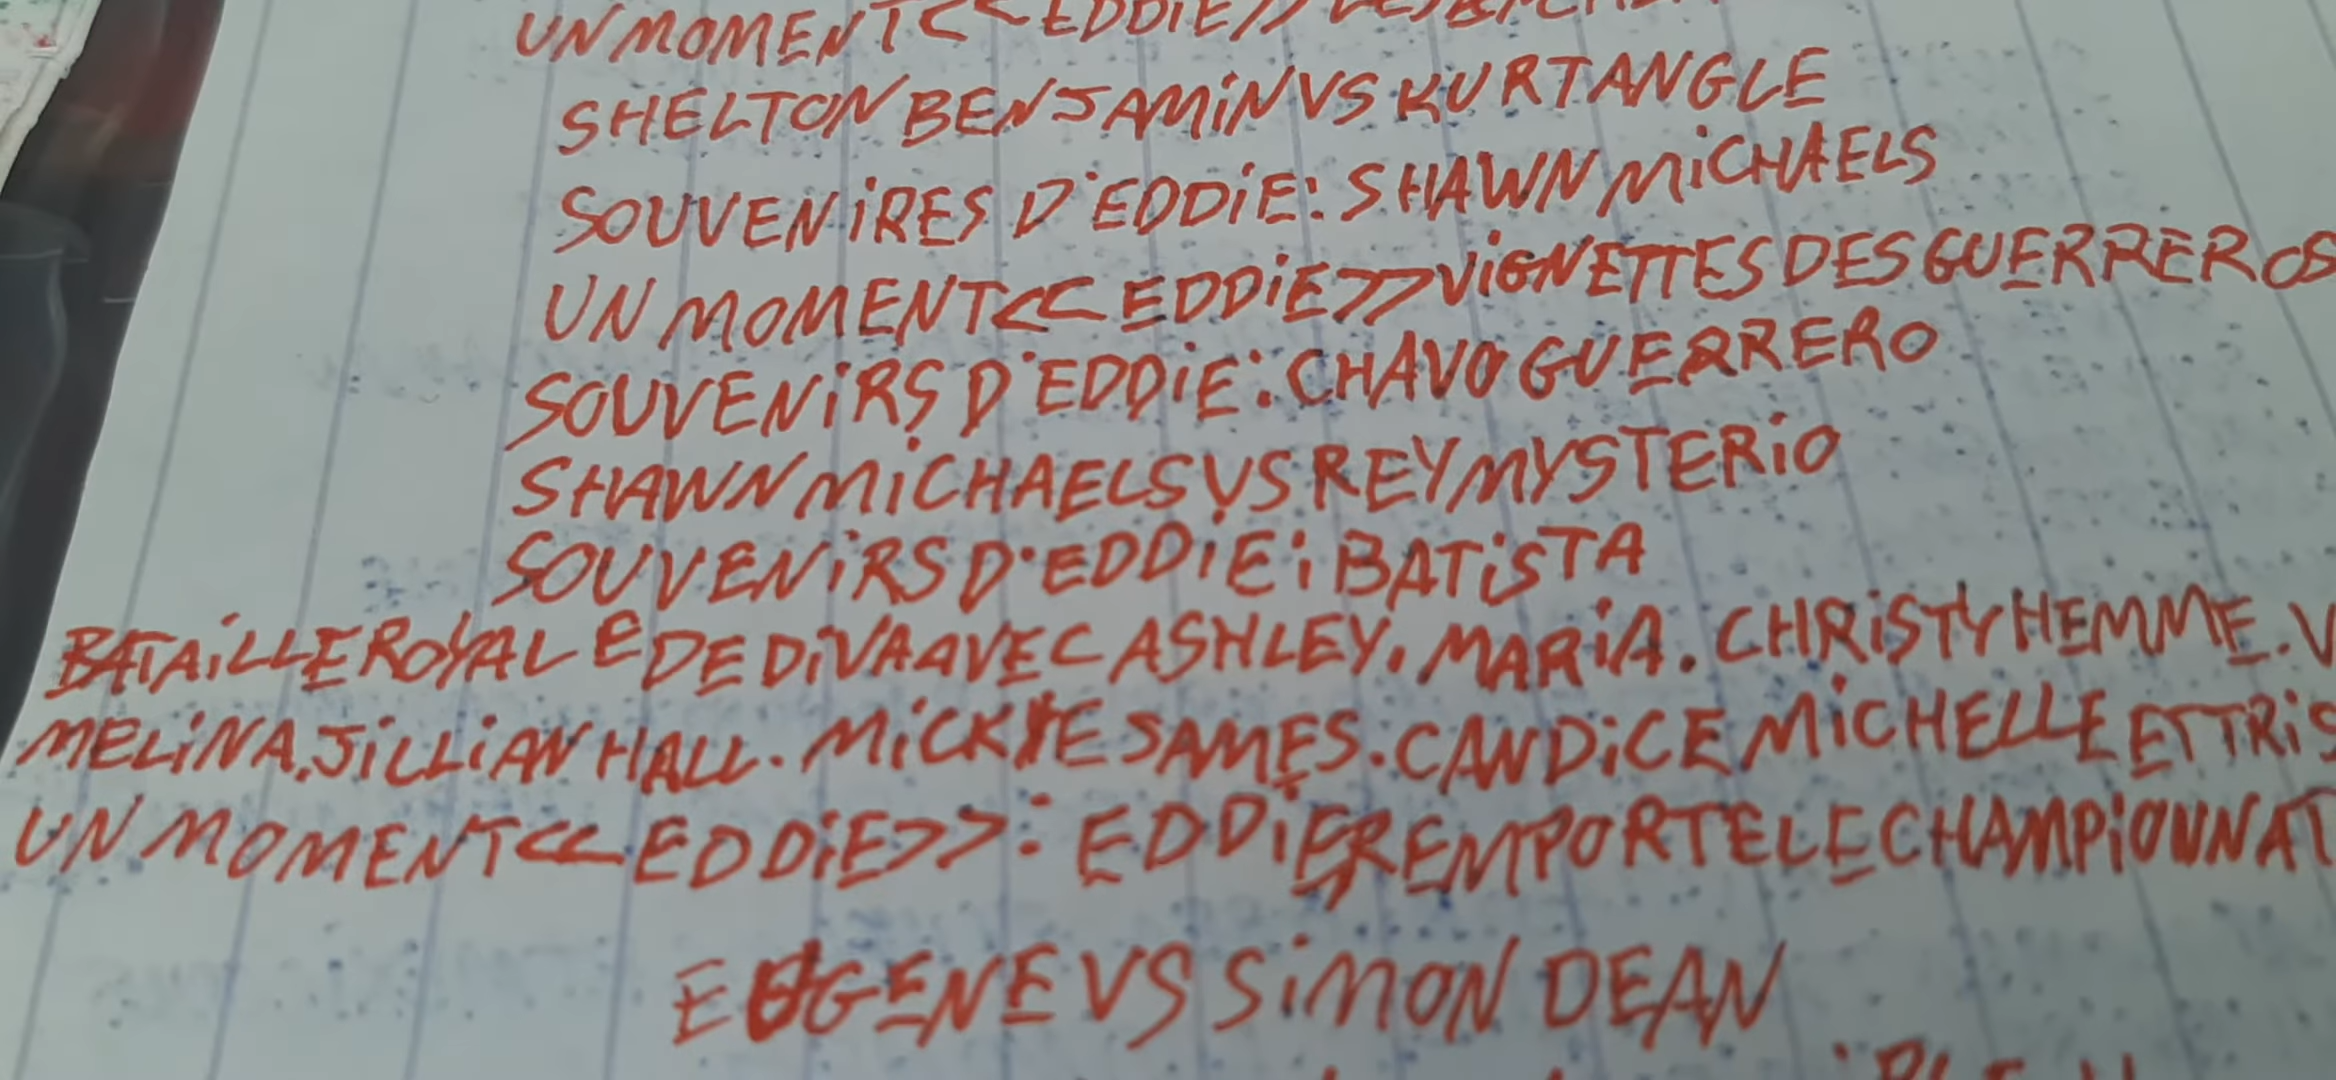 UN MOMENT << EDDIE >>
SHELTON BENJAMIN VS KURT ANGLE
SOUVENIRES D'EDDIE: SHAWN MICHAELS
UN MOMENT << EDDIE >> VIGNETTES DES GUERREROS
SOUVENIRS D'EDDIE: CHAVO GUERRERO
SHAWN MICHAELS VS REY MYSTERIO
SOUVENIRS D'EDDIE: BATISTA
BATAILLE ROYALE DE DIVA AVEC ASHLEY. MARIA. CHRISTY HEMME. V
MELINA. JILLIAN HALL. MICKIE JAMES. CANDICE MICHELLE ET TRIS
UN MOMENT << EDDIE >>: EDDIE REMPORTE LE CHAMPIOUNAT
EUGENE VS SIMON DEAN